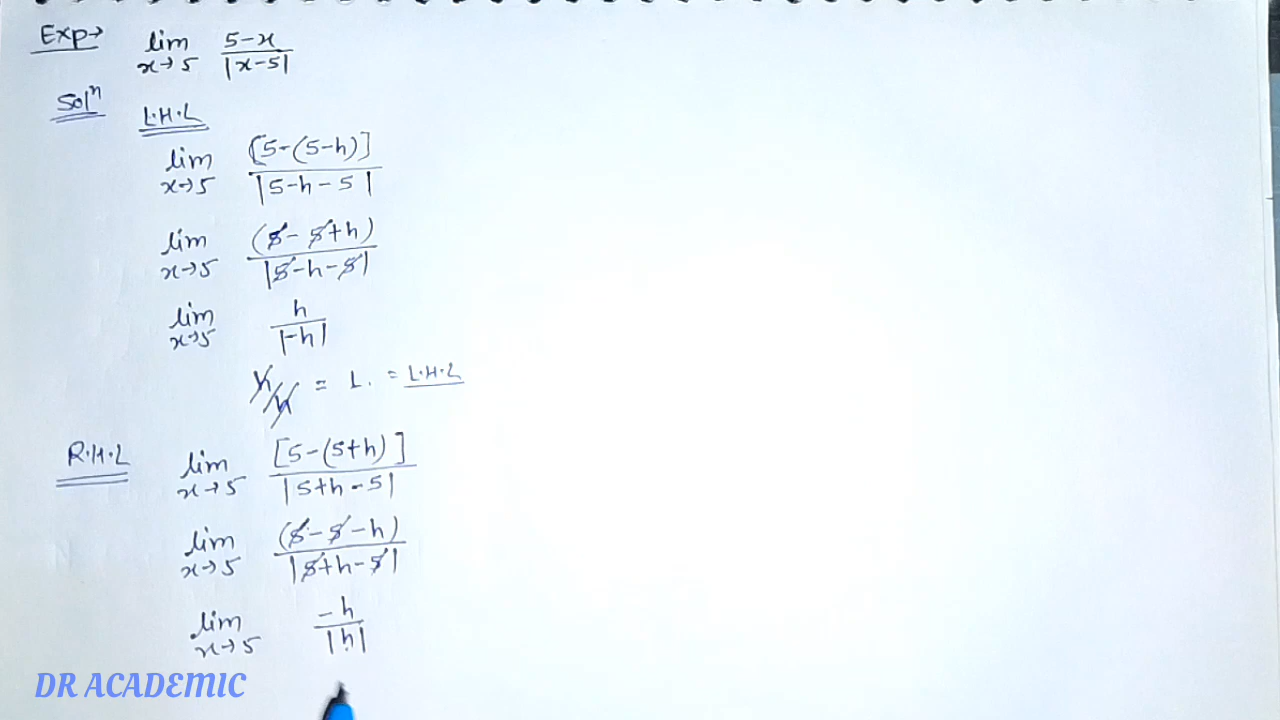 Exp→ lim x→5 5-x / |x-5|
Solⁿ L.H.L
lim x→5 [5-(5-h)] / |5-h-5|
lim x→5 (5-5+h) / |5-h-5|
lim x→5 h / |-h|
h/h = 1. = L.H.L
R.H.L lim x→5 [5-(5+h)] / |5+h-5|
lim x→5 (5-5-h) / |5+h-5|
lim x→5 -h / |h|
DR ACADEMIC